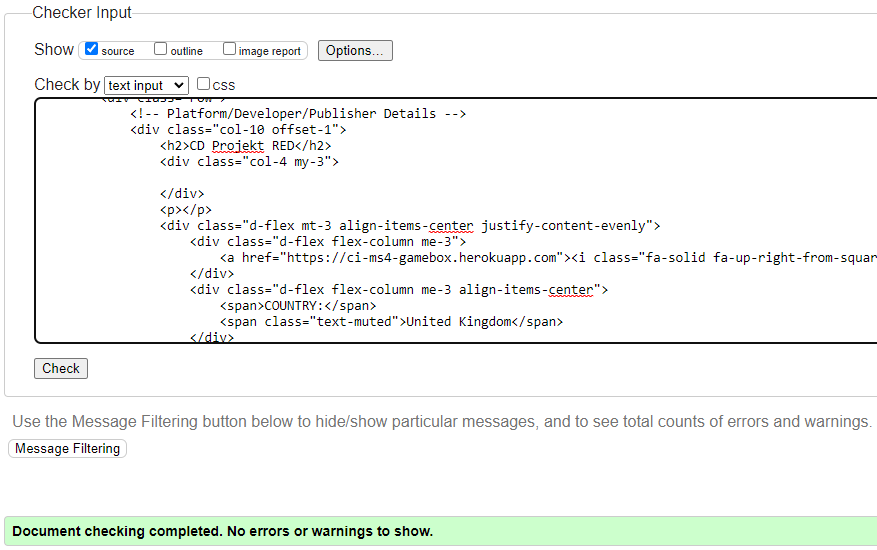 Checker Input
Show source outline image report Options...
Check by text input css
<div class="row">
<!-- Platform/Developer/Publisher Details -->
<div class="col-10 offset-1">
<h2>CD Projekt RED</h2>
<div class="col-4 my-3">
</div>
<p></p>
<div class="d-flex mt-3 align-items-center justify-content-evenly">
<div class="d-flex flex-column me-3">
<a href="https://ci-ms4-gamebox.herokuapp.com"><i class="fa-solid fa-up-right-from-squar
</div>
<div class="d-flex flex-column me-3 align-items-center">
<span>COUNTRY:</span>
<span class="text-muted">United Kingdom</span>
</div>
Check
Use the Message Filtering button below to hide/show particular messages, and to see total counts of errors and warnings.
Message Filtering
Document checking completed. No errors or warnings to show.